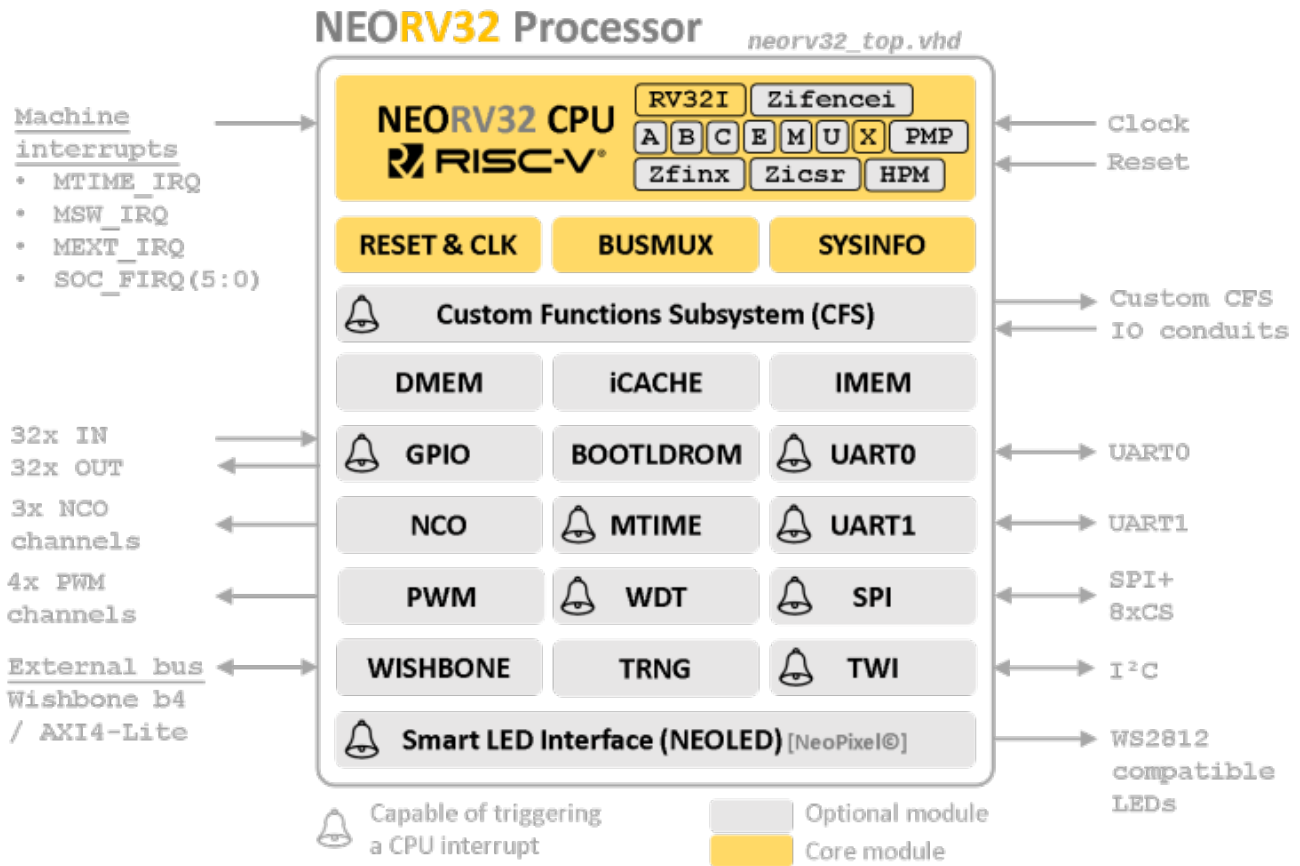 NEORV32 Processor
neorv32_top.vhd
Machine
interrupts
• MTIME_IRQ
• MSW_IRQ
• MEXT_IRQ
• SOC_FIRQ(5:0)
NEORV32 CPU
RISC-V®
RV32I Zifencei
A B C E M U X PMP
Zfinx Zicsr HPM
Clock
Reset
RESET & CLK BUSMUX SYSINFO
Custom Functions Subsystem (CFS)
Custom CFS
IO conduits
DMEM iCACHE IMEM
32x IN
32x OUT
GPIO BOOTLDROM UART0
UART0
3x NCO
channels
NCO MTIME UART1
UART1
4x PWM
channels
PWM WDT SPI
SPI+
8xCS
External bus
Wishbone b4
/ AXI4-Lite
WISHBONE TRNG TWI
I²C
Smart LED Interface (NEOLED) [NeoPixel©]
WS2812
compatible
LEDs
Capable of triggering
a CPU interrupt
Optional module
Core module